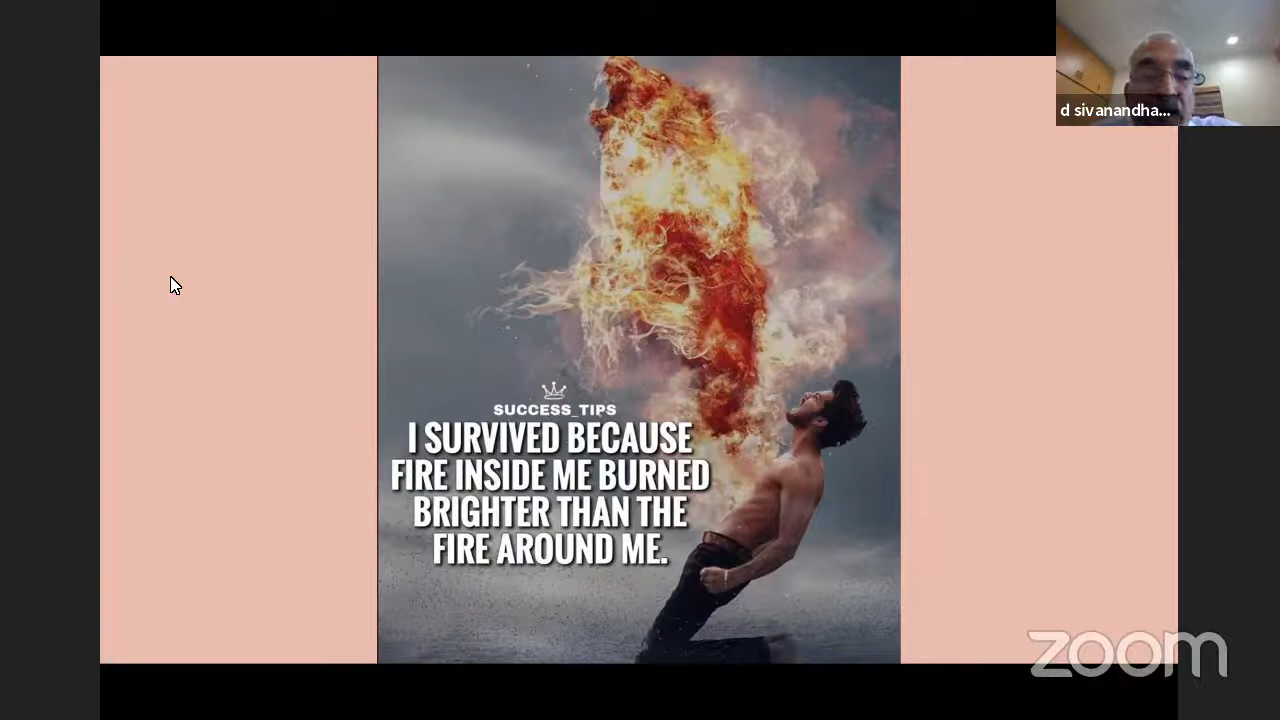 d sivanandha...
SUCCESS_TIPS
I SURVIVED BECAUSE
FIRE INSIDE ME BURNED
BRIGHTER THAN THE
FIRE AROUND ME.
zoom